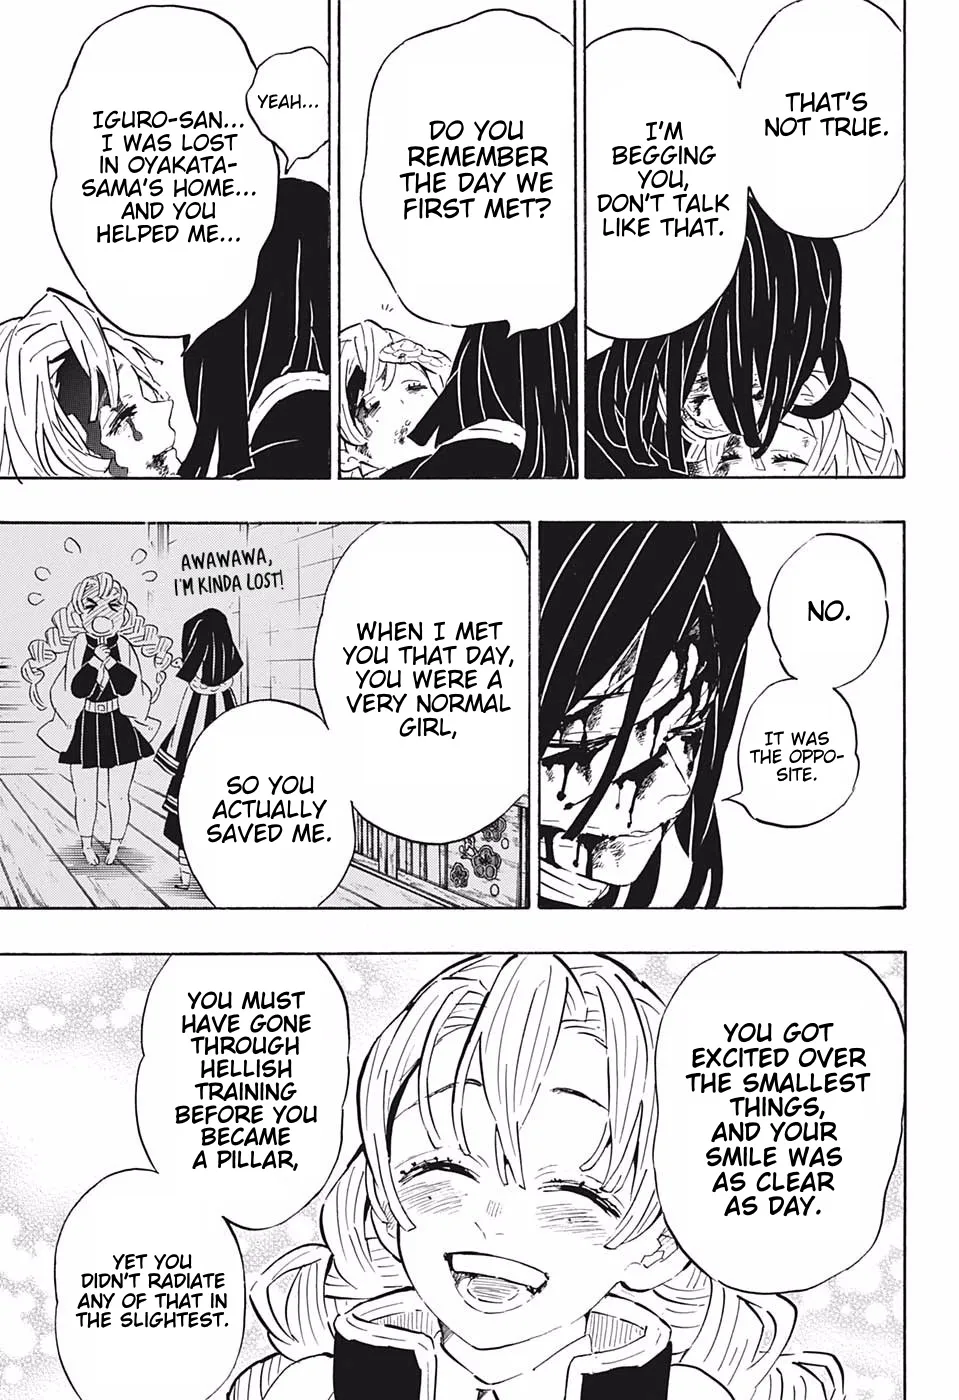 THAT'S
NOT TRUE.
I'M
BEGGING
YOU,
DON'T TALK
LIKE THAT.
DO YOU
REMEMBER
THE DAY WE
FIRST MET?
YEAH...
IGURO-SAN...
I WAS LOST
IN OYAKATA-
SAMA'S HOME...
AND YOU
HELPED ME...
NO.
IT WAS
THE OPPO-
SITE.
WHEN I MET
YOU THAT DAY,
YOU WERE A
VERY NORMAL
GIRL,
SO YOU
ACTUALLY
SAVED ME.
AWAWAWA,
I'M KINDA LOST!
YOU GOT
EXCITED OVER
THE SMALLEST
THINGS,
AND YOUR
SMILE WAS
AS CLEAR
AS DAY.
YOU MUST
HAVE GONE
THROUGH
HELLISH
TRAINING
BEFORE YOU
BECAME
A PILLAR,
YET YOU
DIDN'T RADIATE
ANY OF THAT IN
THE SLIGHTEST.